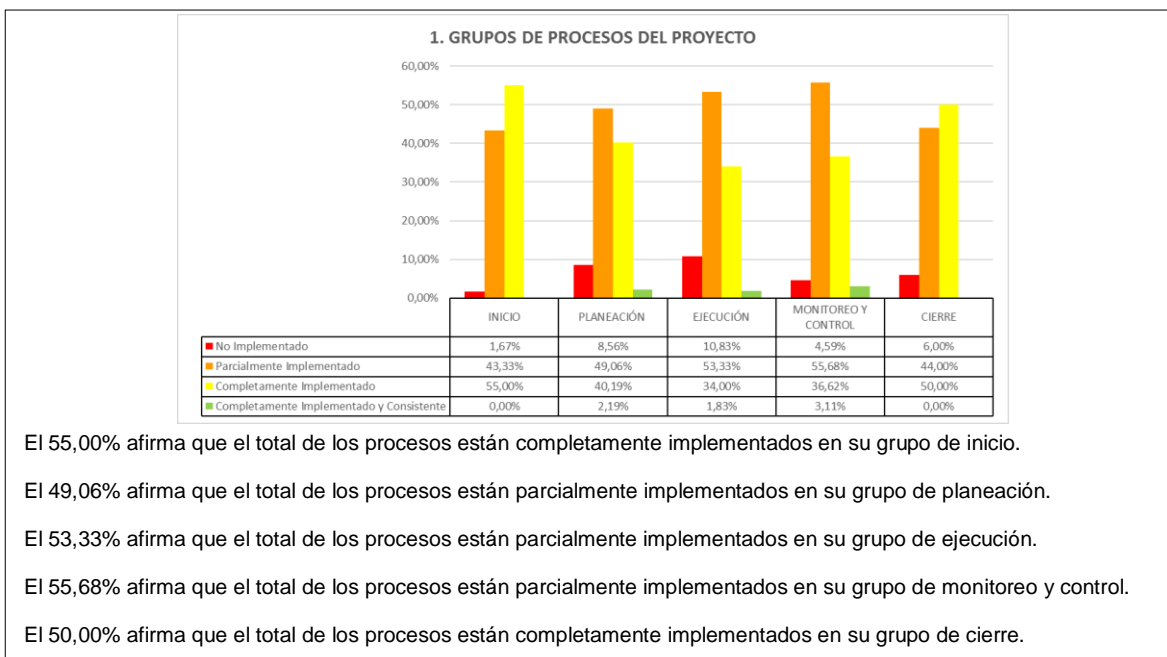 1. GRUPOS DE PROCESOS DEL PROYECTO
60,00%
50,00%
40,00%
30,00%
20,00%
10,00%
0,00%
INICIO PLANEACIÓN EJECUCIÓN MONITOREO Y CONTROL CIERRE
No Implementado 1,67% 8,56% 10,83% 4,59% 6,00%
Parcialmente Implementado 43,33% 49,06% 53,33% 55,68% 44,00%
Completamente Implementado 55,00% 40,19% 34,00% 36,62% 50,00%
Completamente Implementado y Consistente 0,00% 2,19% 1,83% 3,11% 0,00%
El 55,00% afirma que el total de los procesos están completamente implementados en su grupo de inicio.
El 49,06% afirma que el total de los procesos están parcialmente implementados en su grupo de planeación.
El 53,33% afirma que el total de los procesos están parcialmente implementados en su grupo de ejecución.
El 55,68% afirma que el total de los procesos están parcialmente implementados en su grupo de monitoreo y control.
El 50,00% afirma que el total de los procesos están completamente implementados en su grupo de cierre.